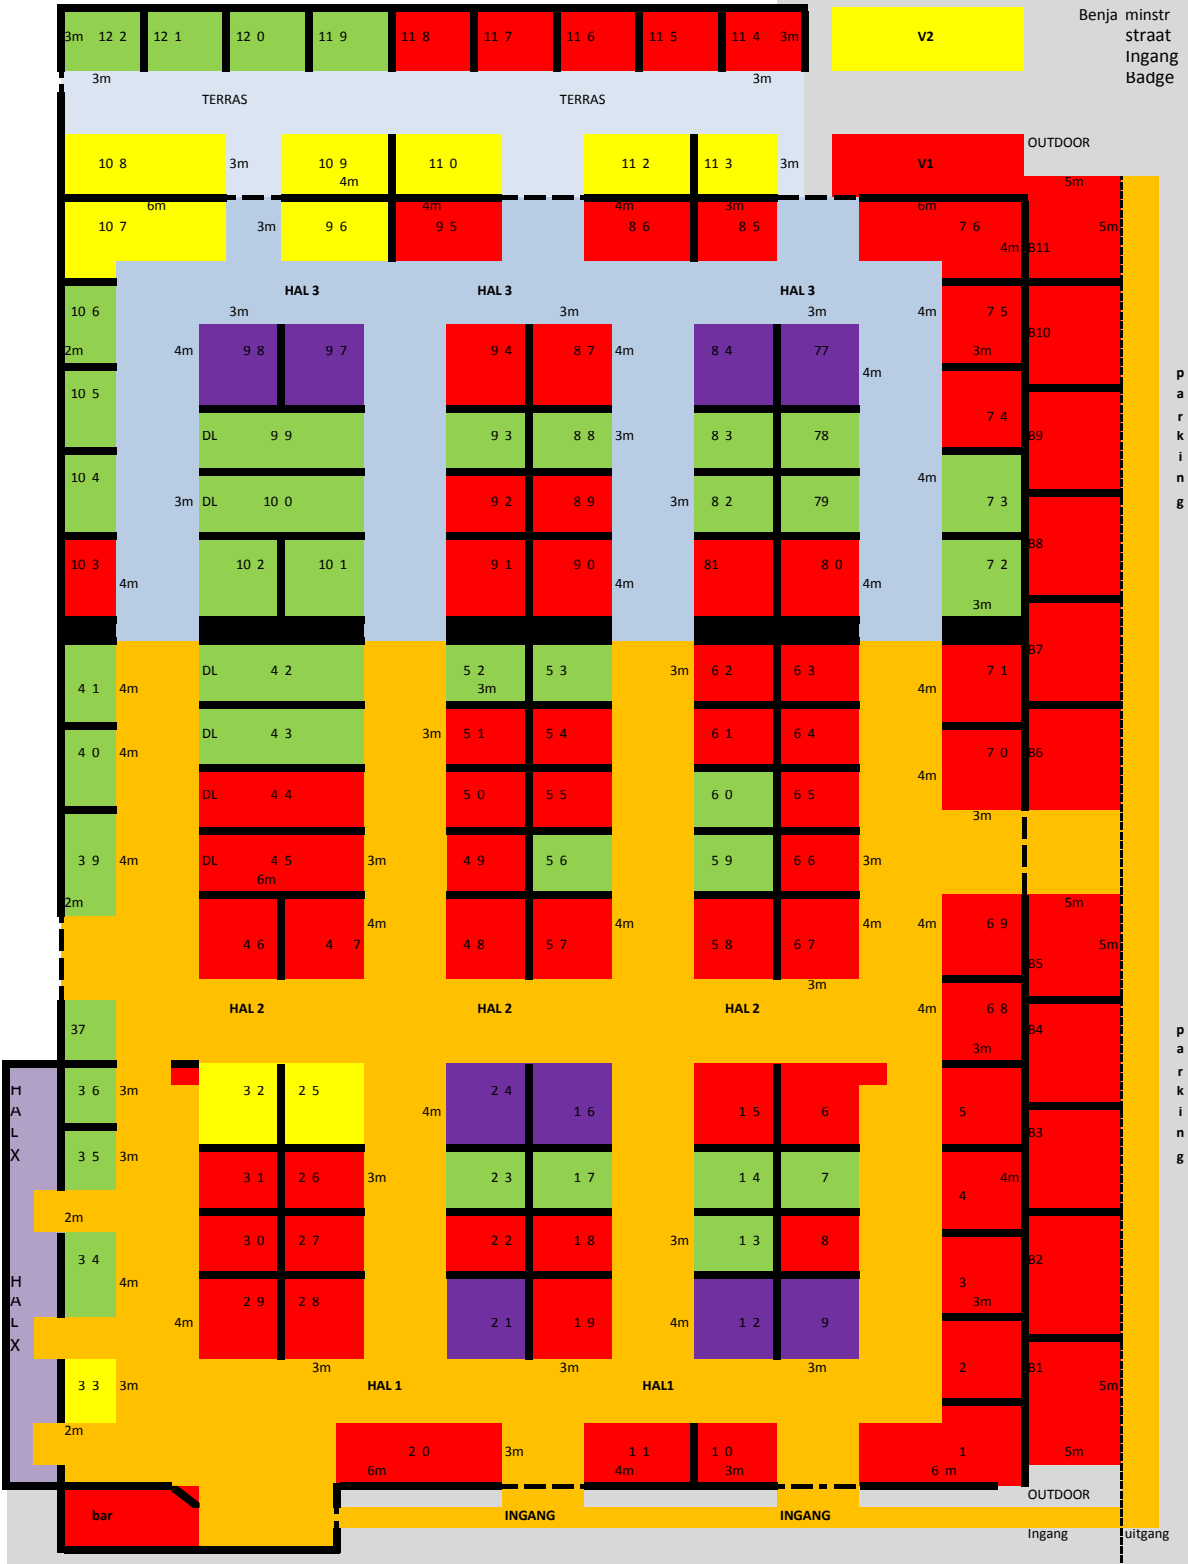 3m 12 2 12 1 12 0 11 9 11 8 11 7 11 6 11 5 11 4 3m V2 Benja minstr
straat
Ingang
Badge
3m 3m
TERRAS TERRAS
OUTDOOR
10 8 3m 10 9 11 0 11 2 11 3 3m V1
4m 5m
6m 4m 4m 3m 6m
10 7 3m 9 6 9 5 8 6 8 5 7 6 5m
4m B11
HAL 3 HAL 3 HAL 3
10 6 3m 3m 3m 4m 7 5
B10
2m 4m 9 8 9 7 9 4 8 7 4m 8 4 77 3m
4m p
10 5 a
7 4 r
DL 9 9 9 3 8 8 3m 8 3 78 B9 k
i
10 4 4m n
3m DL 10 0 9 2 8 9 3m 8 2 79 7 3 g
B8
10 3 10 2 10 1 9 1 9 0 81 8 0 7 2
4m 4m 4m
3m
B7
DL 4 2 5 2 5 3 3m 6 2 6 3 7 1
4 1 4m 3m 4m
DL 4 3 3m 5 1 5 4 6 1 6 4
4 0 4m 7 0 B6
4m
DL 4 4 5 0 5 5 6 0 6 5
3m
3 9 4m DL 4 5 3m 4 9 5 6 5 9 6 6 3m
6m
2m 5m
4m 4m 4m 4m 6 9
4 6 4 7 4 8 5 7 5 8 6 7 5m
B5
3m
HAL 2 HAL 2 HAL 2 4m 6 8
37 B4 p
3m a
3 6 3m 3 2 2 5 2 4 r
H 4m 1 6 1 5 6 5 k
A i
L B3 n
X 3 5 3m g
3 1 2 6 3m 2 3 1 7 1 4 7 4m
4
2m
3 0 2 7 2 2 1 8 3m 1 3 8
3 4 B2
H 4m 3
A 2 9 2 8 3m
L 4m 2 1 1 9 4m 1 2 9
X
3m 3m 3m 2 B1
3 3 3m HAL 1 HAL1 5m
2m
2 0 3m 1 1 1 0 1 5m
6m 4m 3m 6 m
OUTDOOR
bar INGANG INGANG
Ingang uitgang